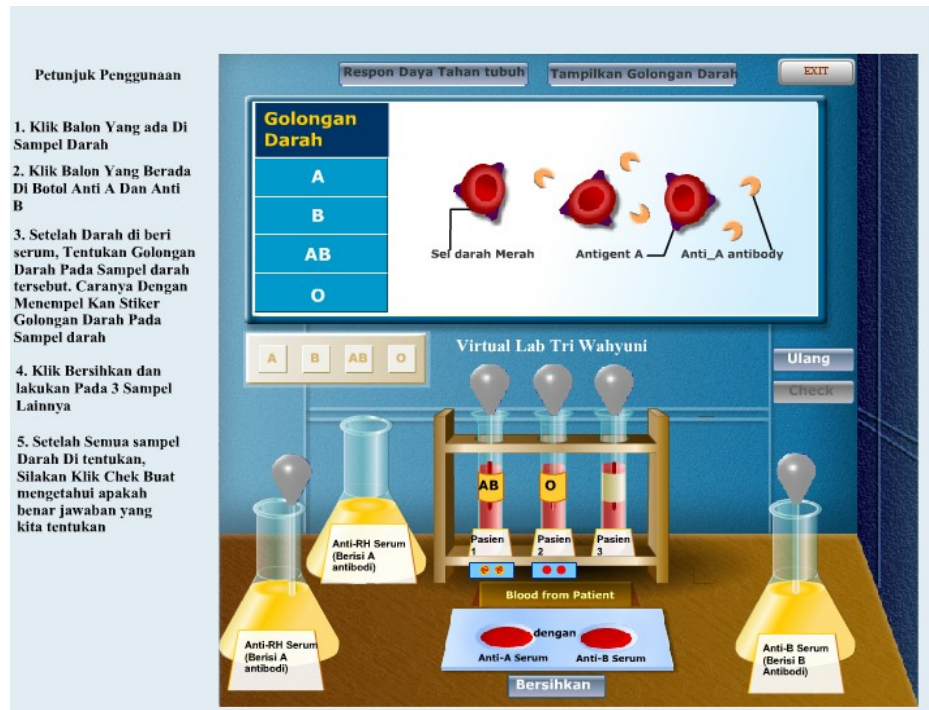 Petunjuk Penggunaan
1. Klik Balon Yang ada Di
Sampel Darah
2. Klik Balon Yang Berada
Di Botol Anti A Dan Anti
B
3. Setelah Darah di beri
serum, Tentukan Golongan
Darah Pada Sampel darah
tersebut. Caranya Dengan
Menempel Kan Stiker
Golongan Darah Pada
Sampel darah
4. Klik Bersihkan dan
lakukan Pada 3 Sampel
Lainnya
5. Setelah Semua sampel
Darah Di tentukan,
Silakan Klik Chek Buat
mengetahui apakah
benar jawaban yang
kita tentukan
Respon Daya Tahan tubuh
Tampilkan Golongan Darah
EXIT
Golongan
Darah
A
B
AB
O
Sel darah Merah
Antigent A
Anti_A antibody
A B AB O
Virtual Lab Tri Wahyuni
Ulang
Check
AB
O
Pasien
1
Pasien
2
Pasien
3
Anti-RH Serum
(Berisi A
antibodi)
Blood from Patient
Anti-RH Serum
(Berisi A
antibodi)
dengan
Anti-A Serum
Anti-B Serum
Anti-B Serum
(Berisi B
Antibodi)
Bersihkan